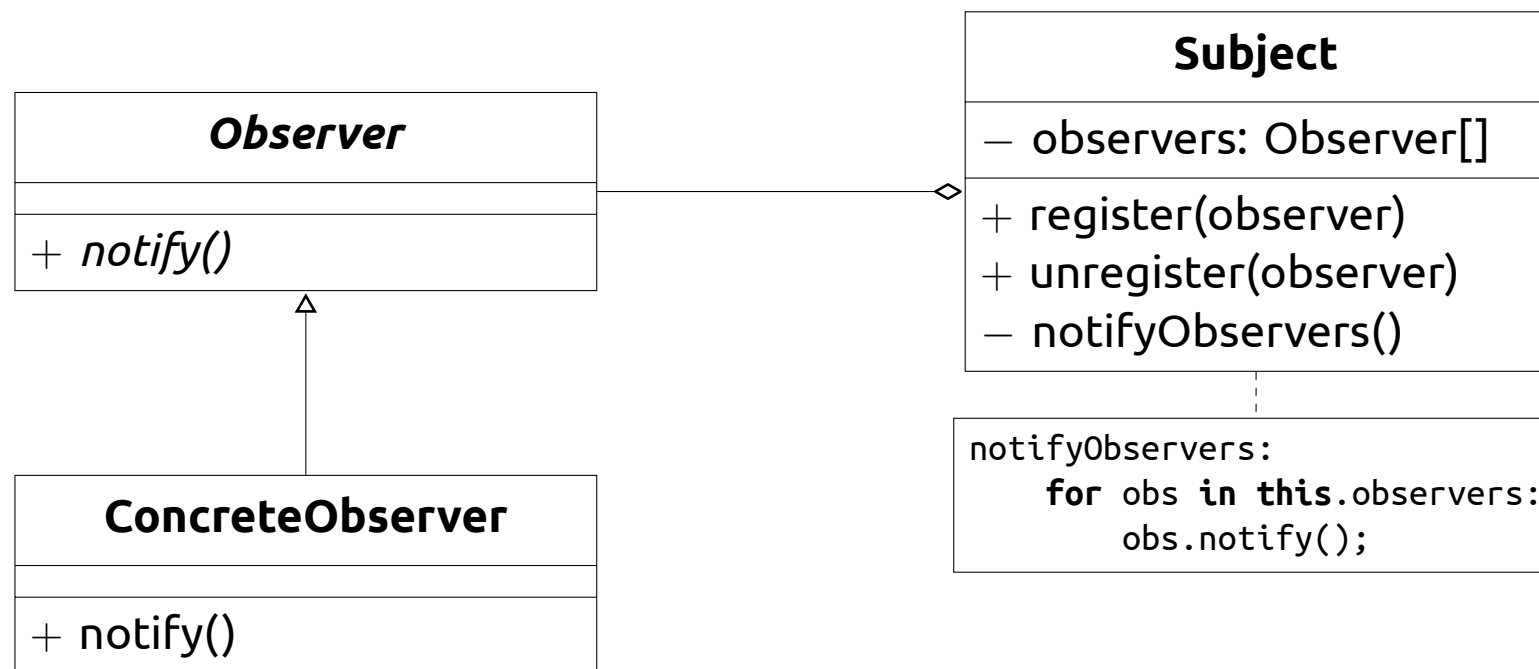 Observer
+ notify()
ConcreteObserver
+ notify()
Subject
− observers: Observer[]
+ register(observer)
+ unregister(observer)
− notifyObservers()
notifyObservers:
    for obs in this.observers:
        obs.notify();